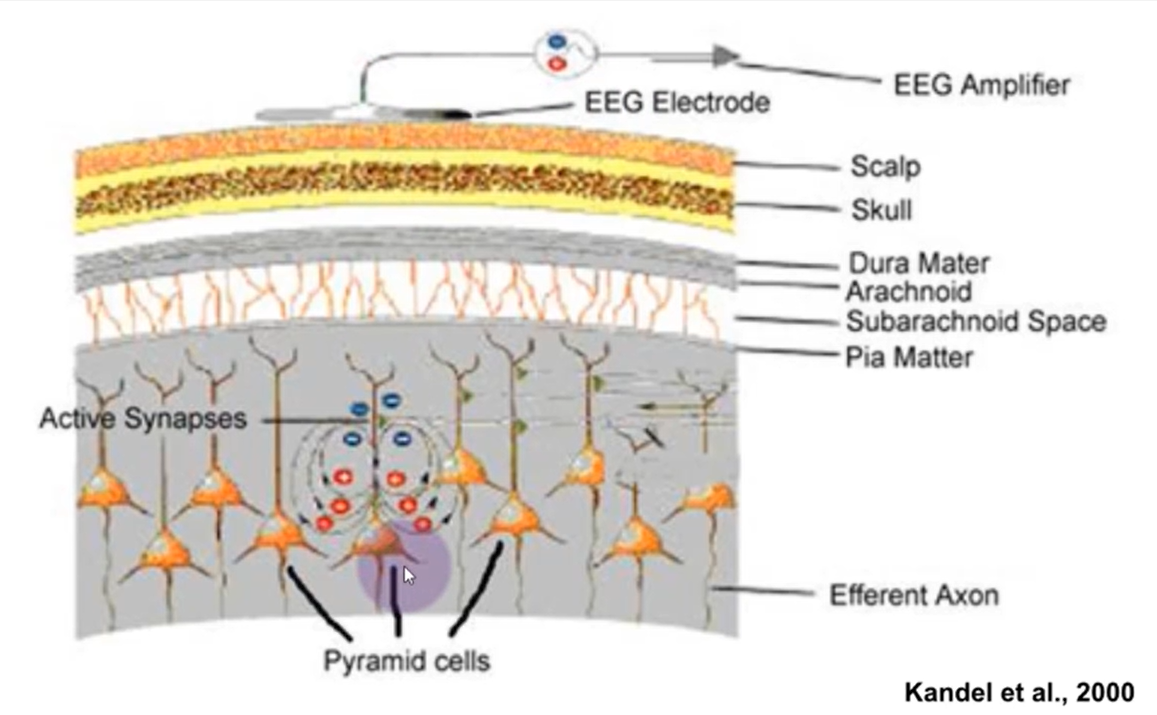 EEG Amplifier
EEG Electrode
Scalp
Skull
Dura Mater
Arachnoid
Subarachnoid Space
Pia Matter
Active Synapses
Efferent Axon
Pyramid cells
Kandel et al., 2000